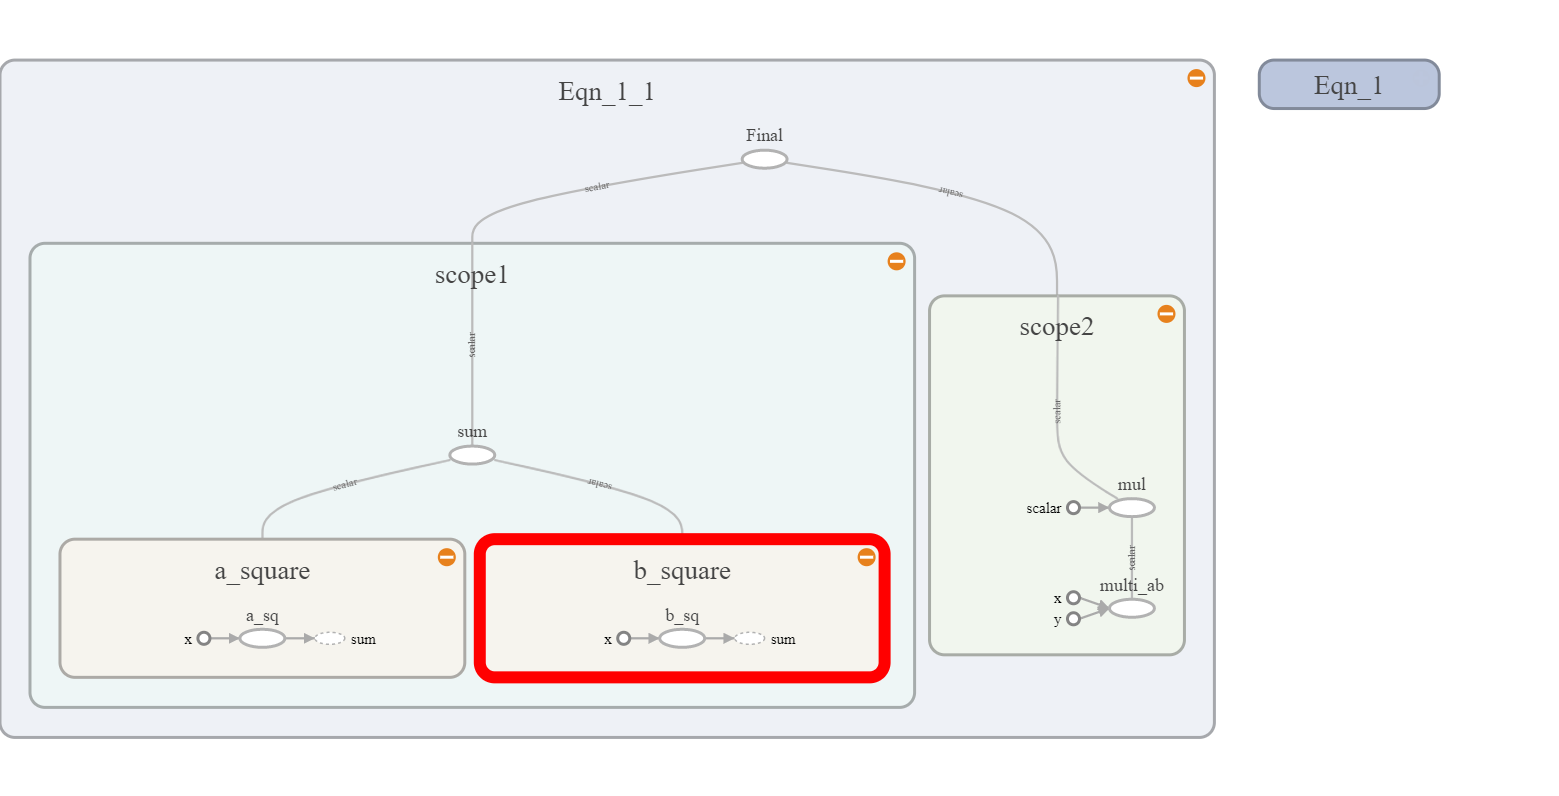 Eqn_1_1
Eqn_1
Final
scalar
scalar
scope1
scope2
scalar
scalar
sum
scalar
scalar
mul
scalar
scalar
a_square
b_square
multi_ab
x
y
a_sq
x
sum
b_sq
x
sum